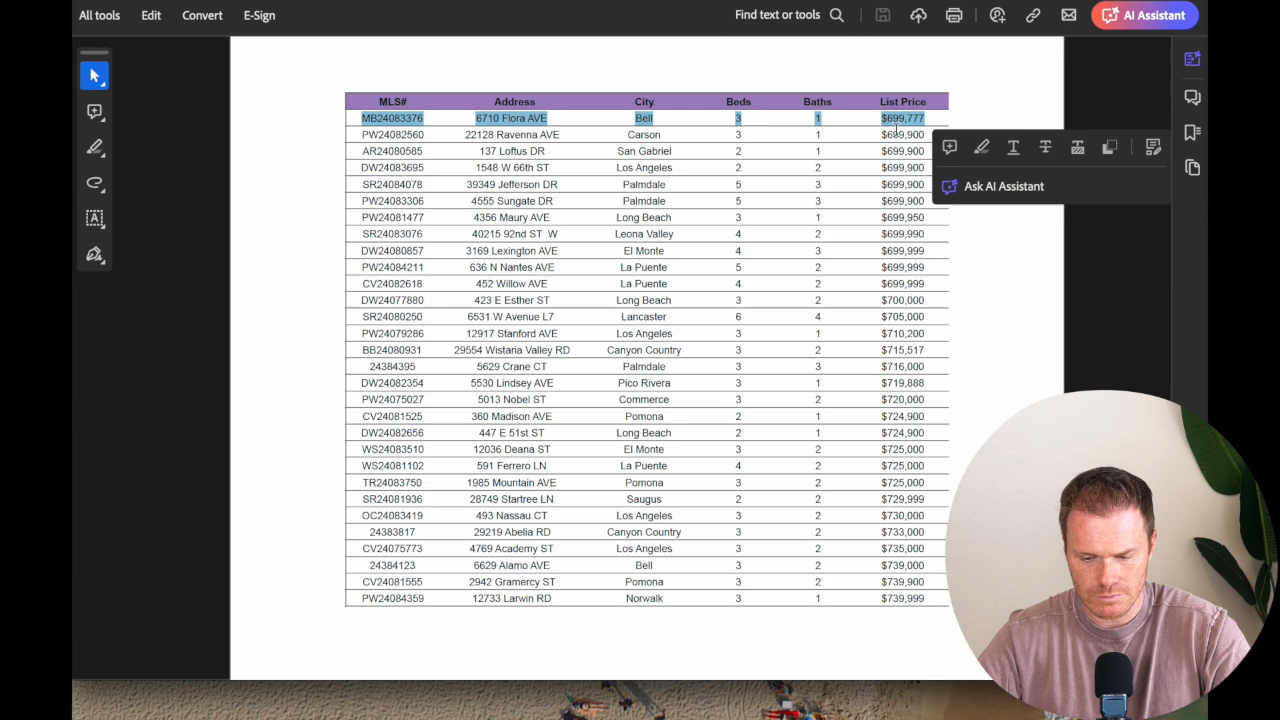 All tools Edit Convert E-Sign Find text or tools AI Assistant
MLS# Address City Beds Baths List Price
MB24083376 6710 Flora AVE Bell 3 1 $699,777
PW24082560 22128 Ravenna AVE Carson 3 1 $699,900
AR24080585 137 Loftus DR San Gabriel 2 1 $699,900
DW24083695 1548 W 66th ST Los Angeles 2 2 $699,900
SR24084078 39349 Jefferson DR Palmdale 5 3 $699,900
PW24083306 4555 Sungate DR Palmdale 5 3 $699,900
PW24081477 4356 Maury AVE Long Beach 3 1 $699,950
SR24083076 40215 92nd ST W Leona Valley 4 2 $699,990
DW24080857 3169 Lexington AVE El Monte 4 3 $699,999
PW24084211 636 N Nantes AVE La Puente 5 2 $699,999
CV24082618 452 Willow AVE La Puente 4 2 $699,999
DW24077880 423 E Esther ST Long Beach 3 2 $700,000
SR24080250 6531 W Avenue L7 Lancaster 6 4 $705,000
PW24079286 12917 Stanford AVE Los Angeles 3 1 $710,200
BB24080931 29554 Wistaria Valley RD Canyon Country 3 2 $715,517
24384395 5629 Crane CT Palmdale 3 3 $716,000
DW24082354 5530 Lindsey AVE Pico Rivera 3 1 $719,888
PW24075027 5013 Nobel ST Commerce 3 2 $720,000
CV24081525 360 Madison AVE Pomona 2 1 $724,900
DW24082656 447 E 51st ST Long Beach 2 1 $724,900
WS24083510 12036 Deana ST El Monte 3 2 $725,000
WS24081102 591 Ferrero LN La Puente 4 2 $725,000
TR24083750 1985 Mountain AVE Pomona 3 2 $725,000
SR24081936 28749 Startree LN Saugus 2 2 $729,999
OC24083419 493 Nassau CT Los Angeles 3 2 $730,000
24383817 29219 Abelia RD Canyon Country 3 2 $733,000
CV24075773 4769 Academy ST Los Angeles 3 2 $735,000
24384123 6629 Alamo AVE Bell 3 2 $739,000
CV24081555 2942 Gramercy ST Pomona 3 2 $739,900
PW24084359 12733 Larwin RD Norwalk 3 1 $739,999
Ask AI Assistant